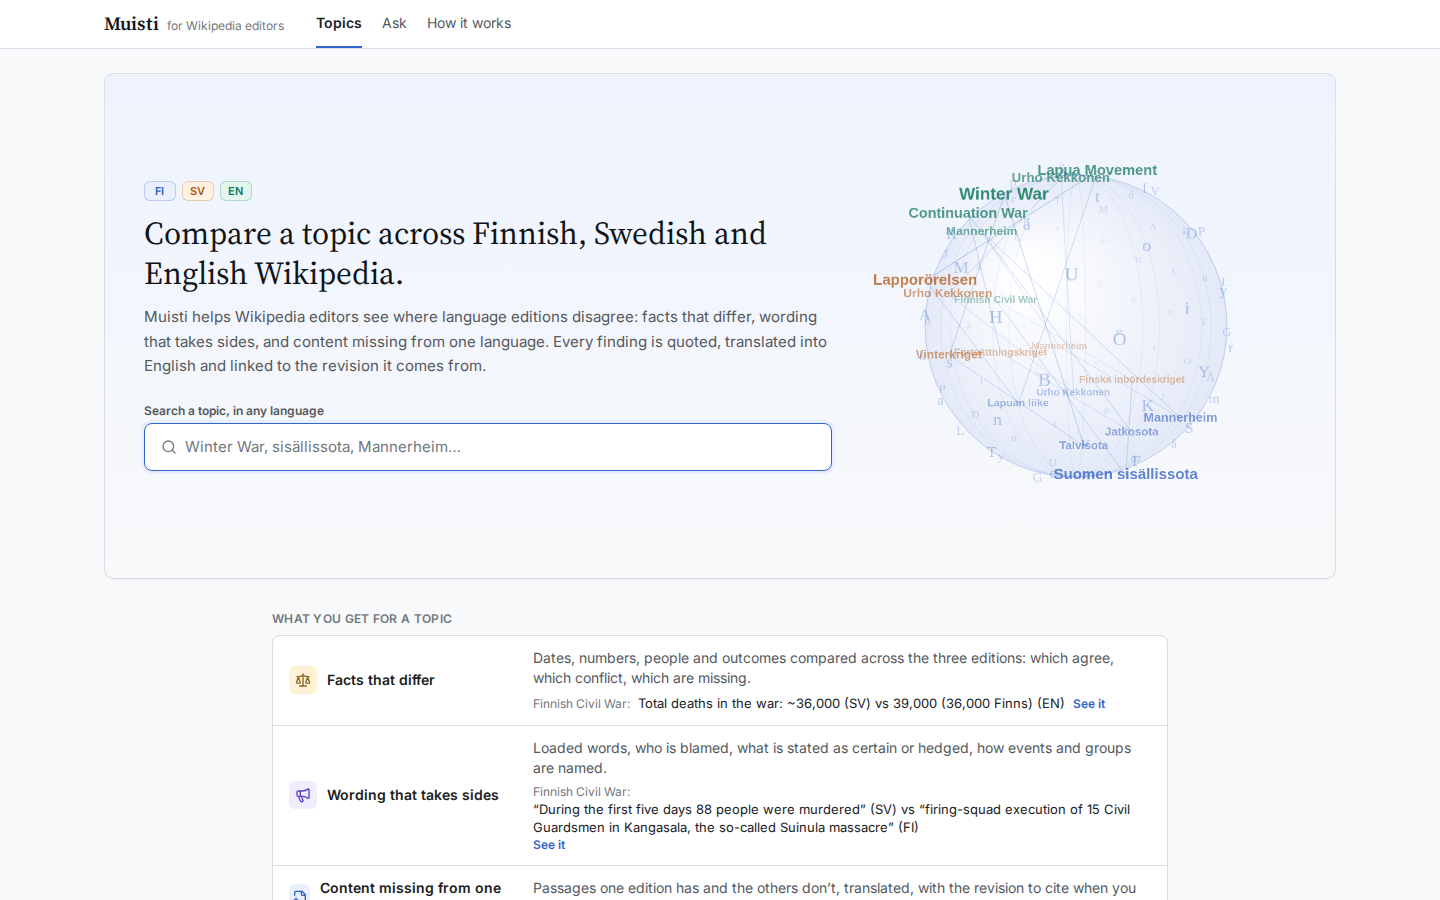 Muisti for Wikipedia editors Topics Ask How it works
FI SV EN
Compare a topic across Finnish, Swedish and
English Wikipedia.
Muisti helps Wikipedia editors see where language editions disagree: facts that differ, wording
that takes sides, and content missing from one language. Every finding is quoted, translated into
English and linked to the revision it comes from.
Search a topic, in any language
Winter War, sisällissota, Mannerheim...
Lapua Movement
Urho Kekkonen
Winter War
Continuation War
Mannerheim
Lapporörelsen
Urho Kekkonen
Finnish Civil War
Mannerheim
Vinterkriget
Fortsättningskriget
Finska inbördeskriget
Urho Kekkonen
Lapuan liike
Mannerheim
Jatkosota
Talvisota
Suomen sisällissota
WHAT YOU GET FOR A TOPIC
Facts that differ
Dates, numbers, people and outcomes compared across the three editions: which agree,
which conflict, which are missing.
Finnish Civil War: Total deaths in the war: ~36,000 (SV) vs 39,000 (36,000 Finns) (EN) See it
Wording that takes sides
Loaded words, who is blamed, what is stated as certain or hedged, how events and groups
are named.
Finnish Civil War:
“During the first five days 88 people were murdered” (SV) vs “firing-squad execution of 15 Civil
Guardsmen in Kangasala, the so-called Suinula massacre” (FI)
See it
Content missing from one
Passages one edition has and the others don’t, translated, with the revision to cite when you